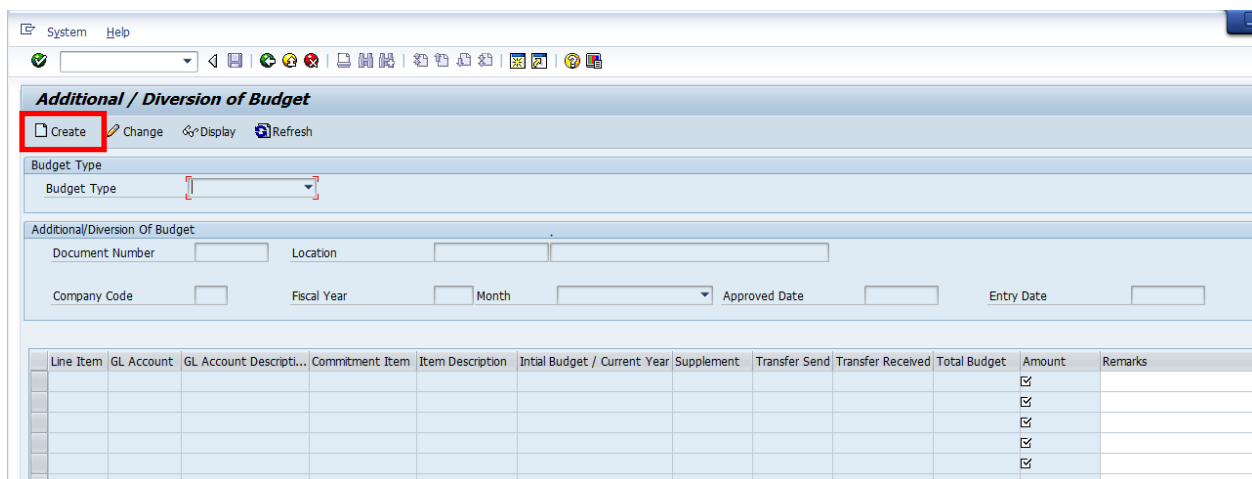 System Help
Additional / Diversion of Budget
Create Change Display Refresh
Budget Type
Budget Type
Additional/Diversion Of Budget
Document Number Location
Company Code Fiscal Year Month Approved Date Entry Date
Line Item GL Account GL Account Descripti... Commitment Item Item Description Intial Budget / Current Year Supplement Transfer Send Transfer Received Total Budget Amount Remarks